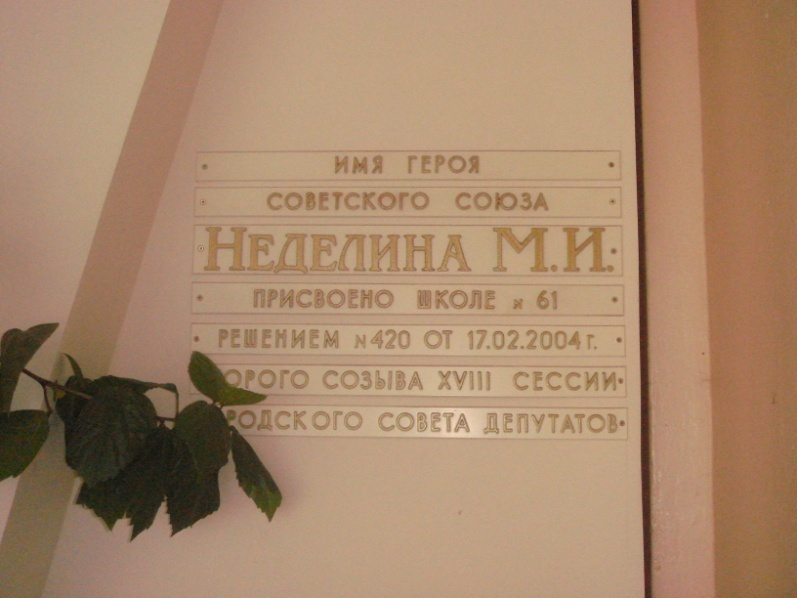 ИМЯ ГЕРОЯ
СОВЕТСКОГО СОЮЗА
НЕДЕЛИНА М.И.
ПРИСВОЕНО ШКОЛЕ № 61
РЕШЕНИЕМ №420 ОТ 17.02.2004 г.
СОЗЫВА XVIII СЕССИИ
СОВЕТА ДЕПУТАТОВ